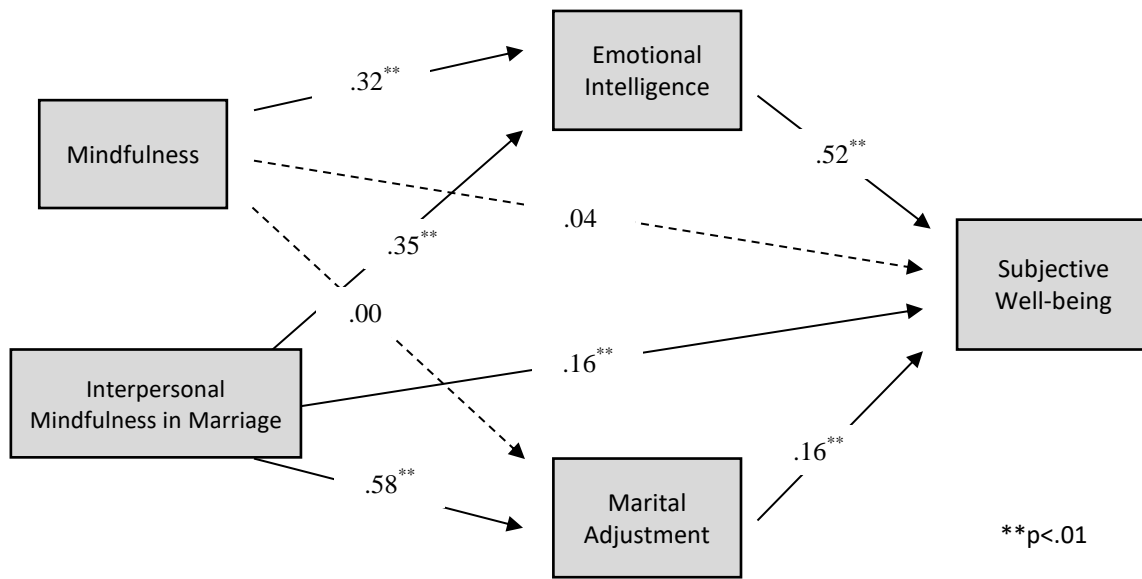 Emotional
Intelligence
.32**
Mindfulness
.52**
.04
.35**
Subjective
Well-being
.00
.16**
Interpersonal
Mindfulness in Marriage
.16**
.58**
Marital
Adjustment
**p<.01